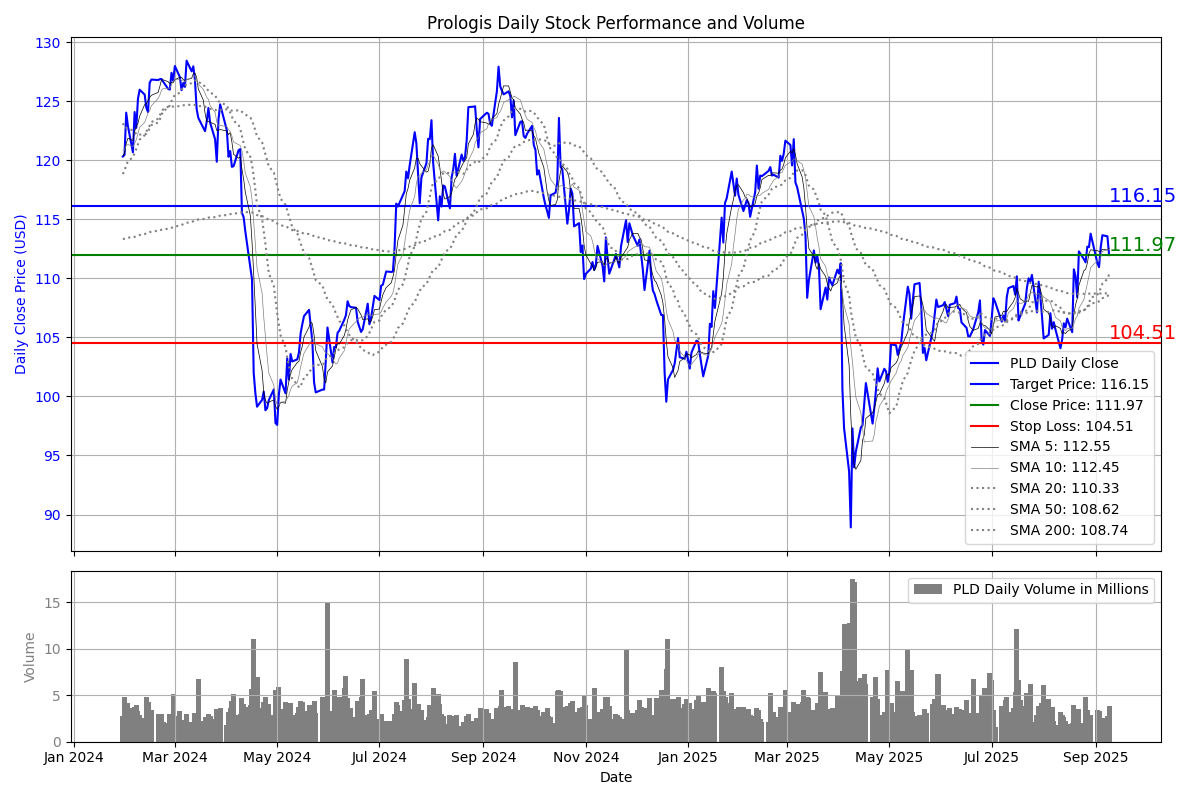 Prologis Daily Stock Performance and Volume
130
125
120
115
110
105
100
95
90
Daily Close Price (USD)
116.15
111.97
104.51
PLD Daily Close
Target Price: 116.15
Close Price: 111.97
Stop Loss: 104.51
SMA 5: 112.55
SMA 10: 112.45
SMA 20: 110.33
SMA 50: 108.62
SMA 200: 108.74
15
10
5
0
Volume
PLD Daily Volume in Millions
Jan 2024 Mar 2024 May 2024 Jul 2024 Sep 2024 Nov 2024 Jan 2025 Mar 2025 May 2025 Jul 2025 Sep 2025
Date